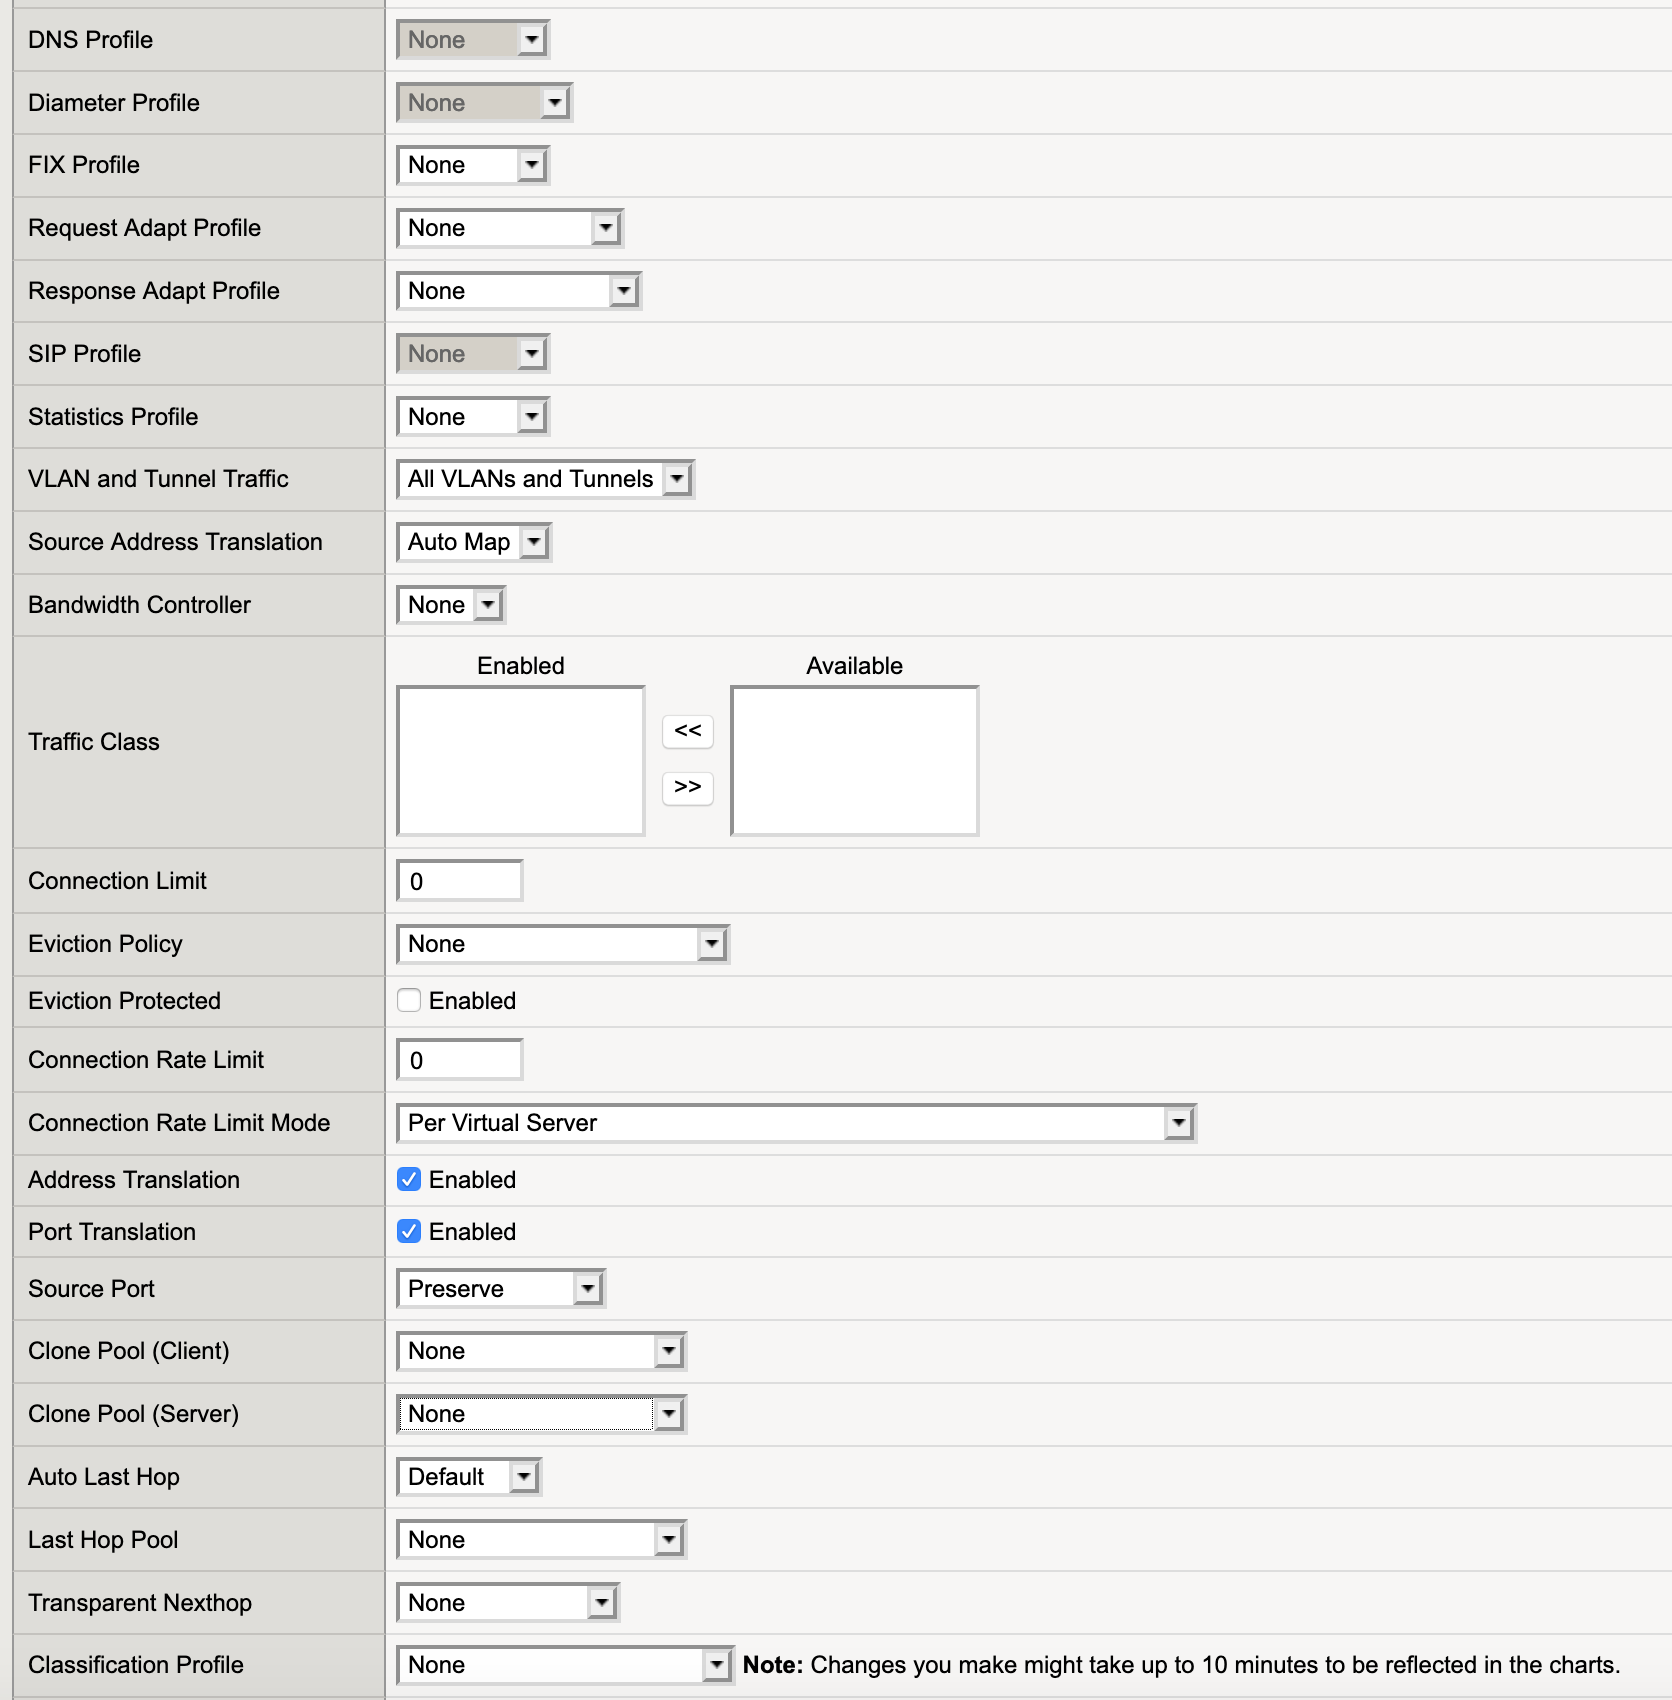 DNS Profile None
Diameter Profile None
FIX Profile None
Request Adapt Profile None
Response Adapt Profile None
SIP Profile None
Statistics Profile None
VLAN and Tunnel Traffic All VLANs and Tunnels
Source Address Translation Auto Map
Bandwidth Controller None
Enabled Available
Traffic Class
<<
>>
Connection Limit 0
Eviction Policy None
Eviction Protected Enabled
Connection Rate Limit 0
Connection Rate Limit Mode Per Virtual Server
Address Translation Enabled
Port Translation Enabled
Source Port Preserve
Clone Pool (Client) None
Clone Pool (Server) None
Auto Last Hop Default
Last Hop Pool None
Transparent Nexthop None
Classification Profile None Note: Changes you make might take up to 10 minutes to be reflected in the charts.